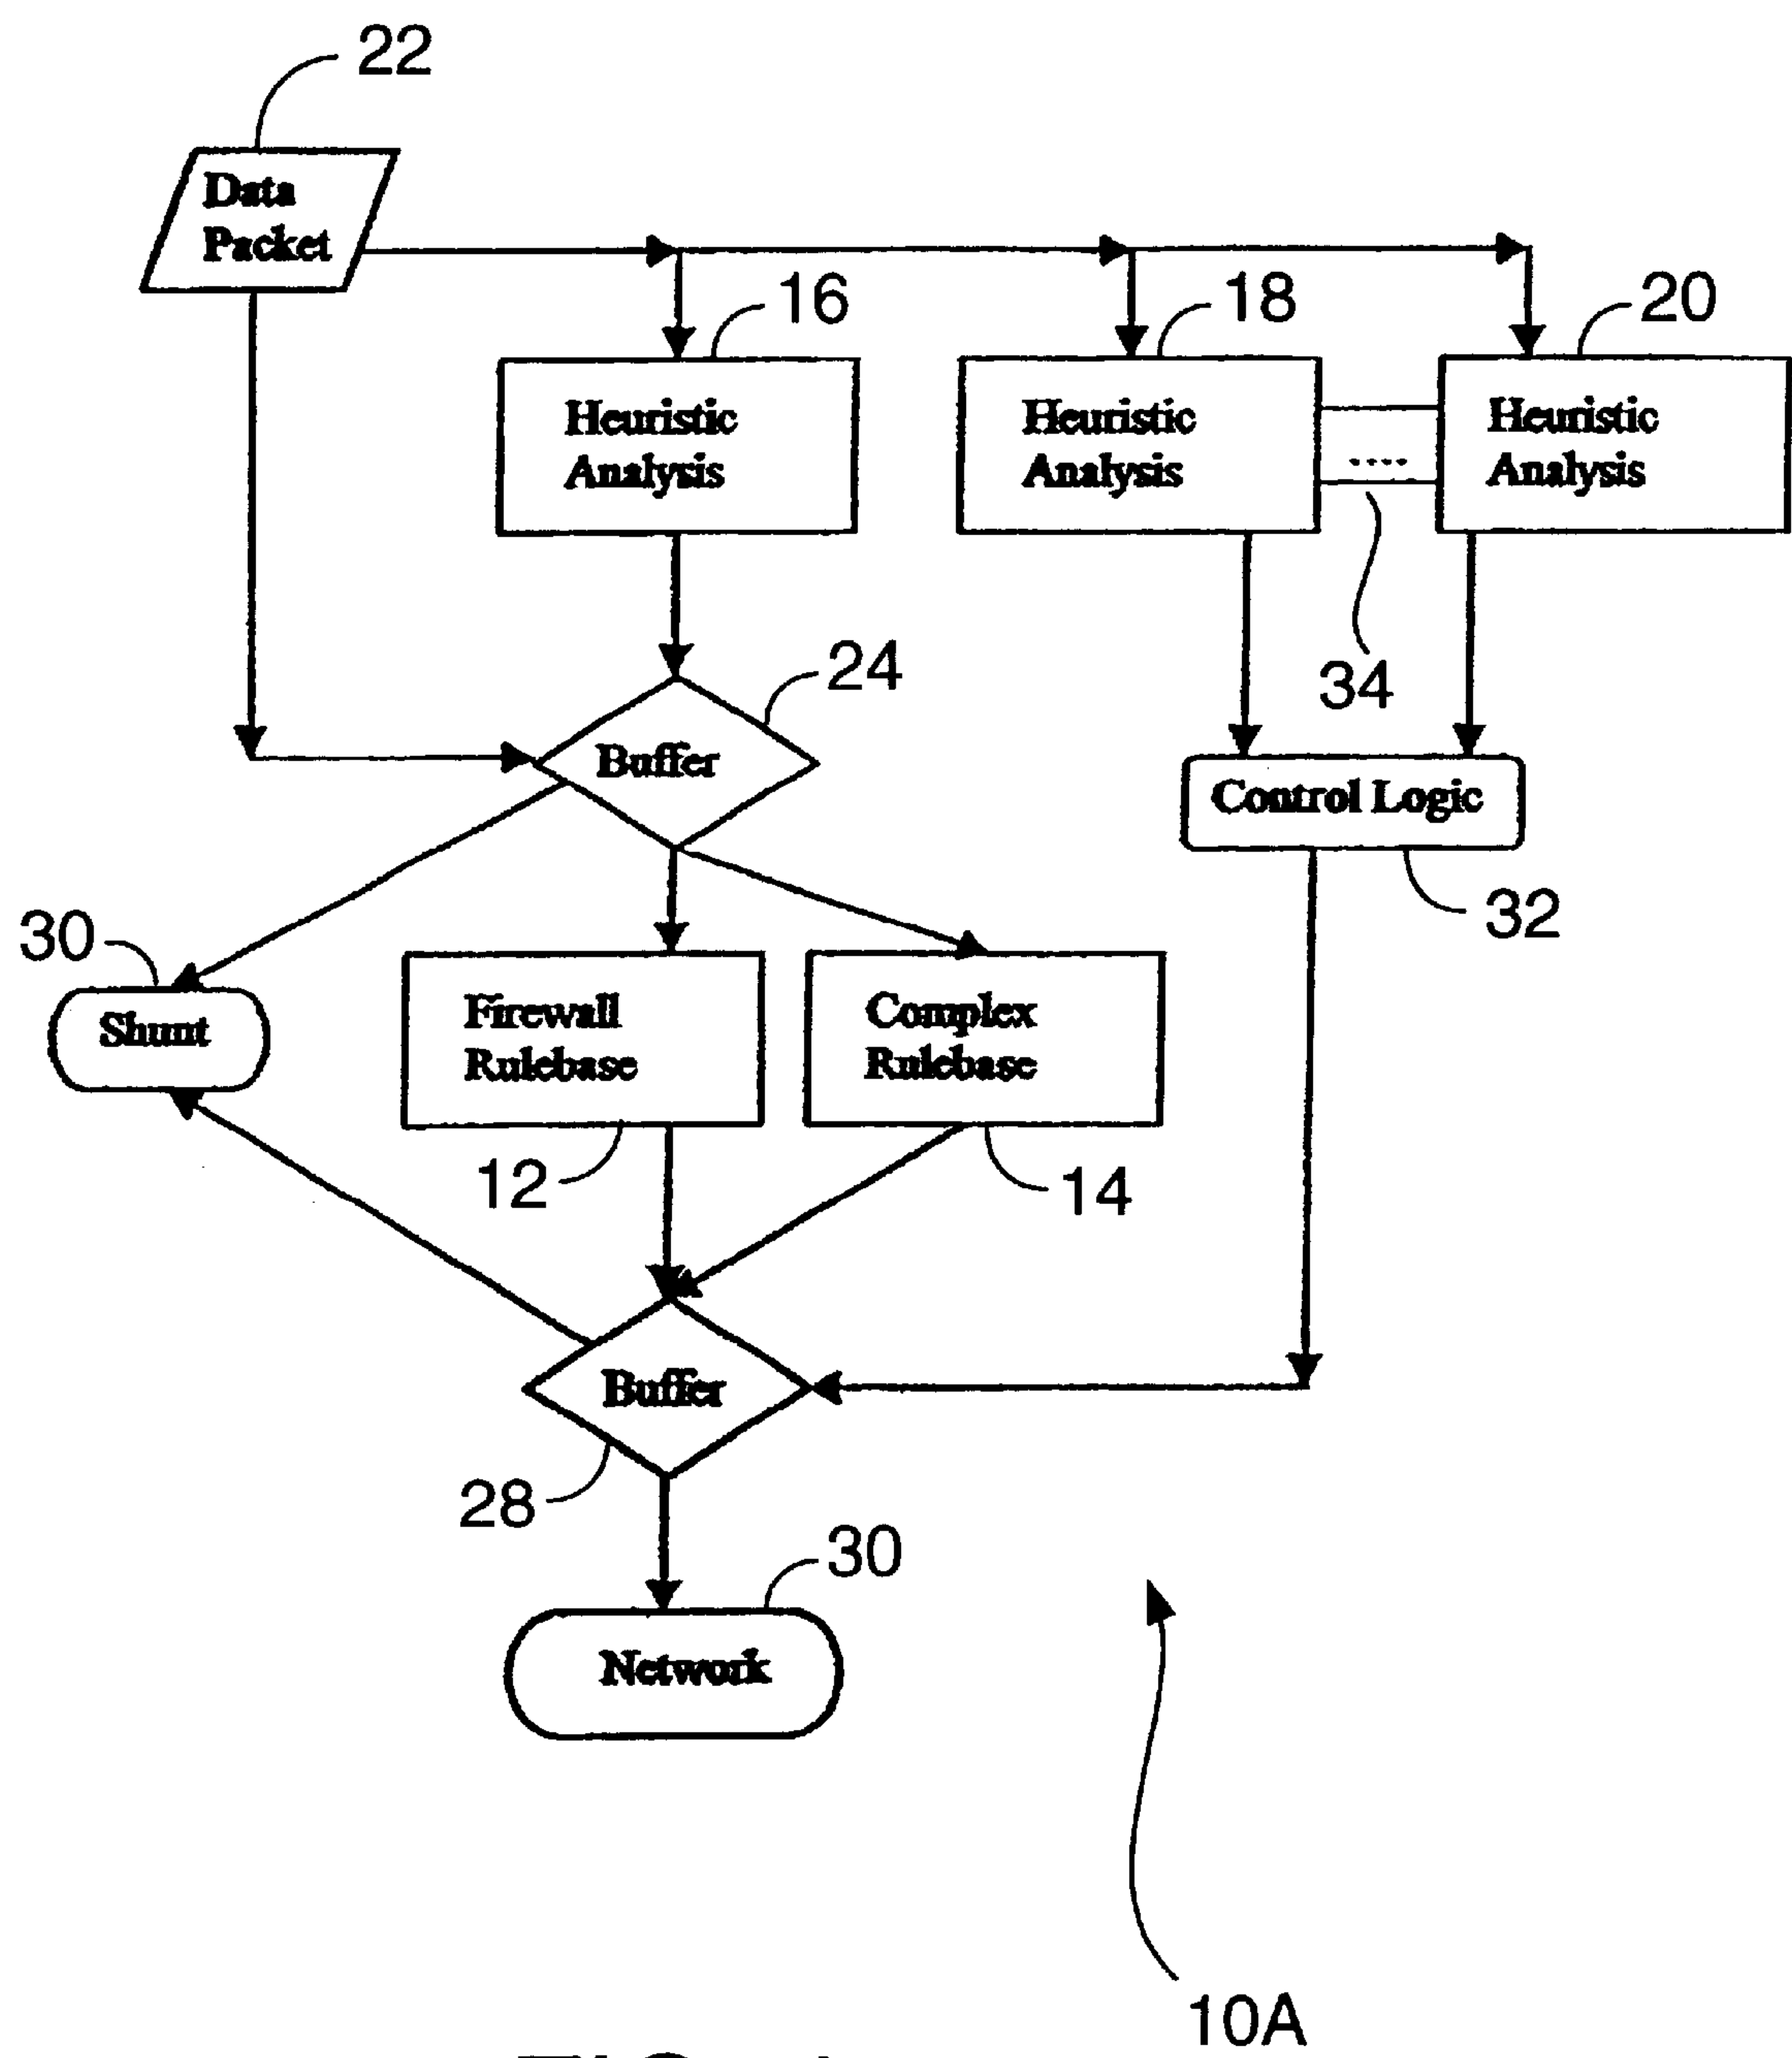 22
Data
Packet
16
18
20
Heuristic
Analysis
Heuristic
Analysis
Heuristic
Analysis
....
34
24
Buffer
Control Logic
32
30
Shunt
Firewall
Rulebase
Complex
Rulebase
12
14
Buffer
28
30
Network
10A